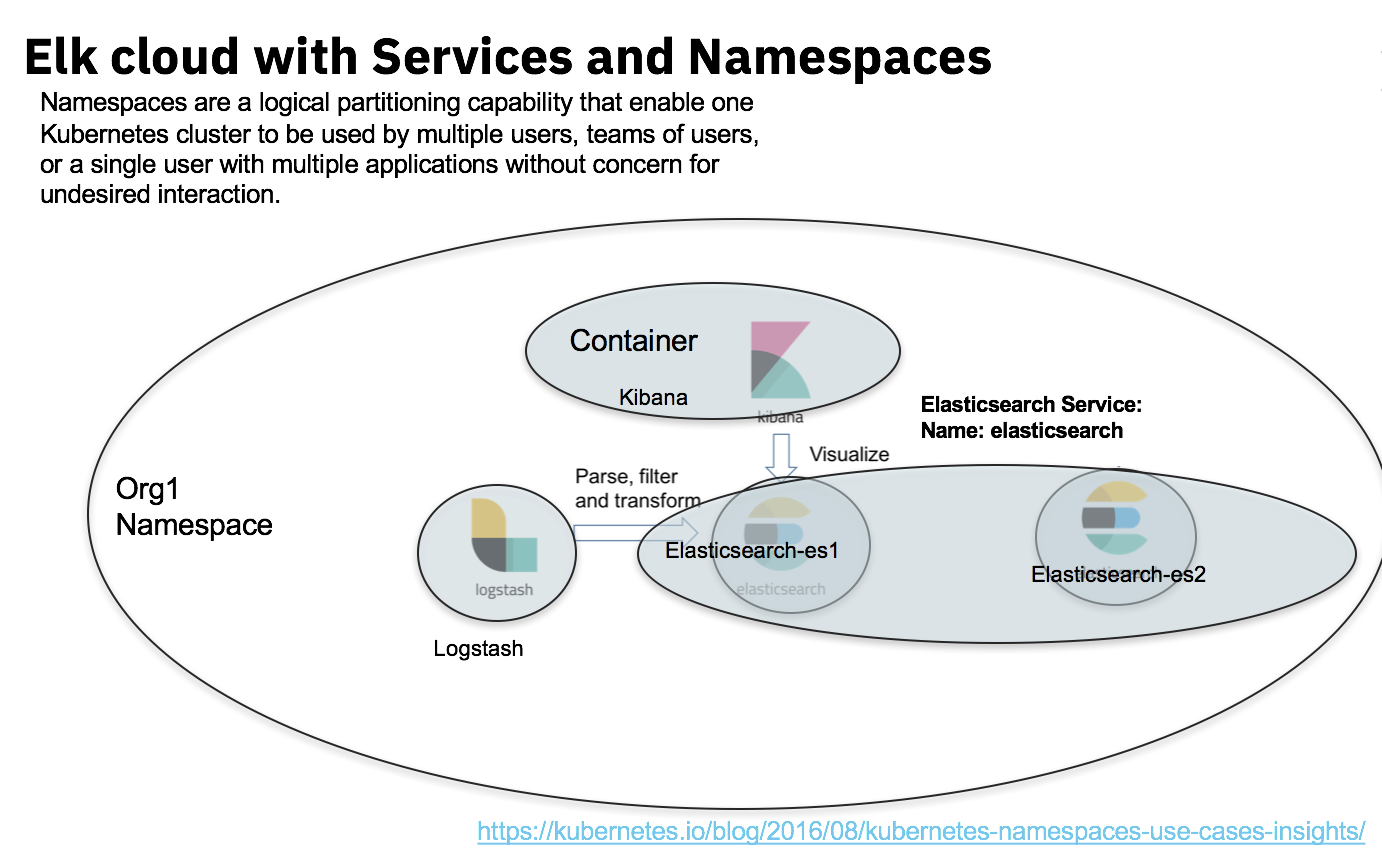 Elk cloud with Services and Namespaces
Namespaces are a logical partitioning capability that enable one
Kubernetes cluster to be used by multiple users, teams of users,
or a single user with multiple applications without concern for
undesired interaction.
Container
Kibana
kibana
Elasticsearch Service:
Name: elasticsearch
Visualize
Parse, filter
and transform
Org1
Namespace
logstash
Logstash
Elasticsearch-es1
elasticsearch
Elasticsearch-es2
https://kubernetes.io/blog/2016/08/kubernetes-namespaces-use-cases-insights/